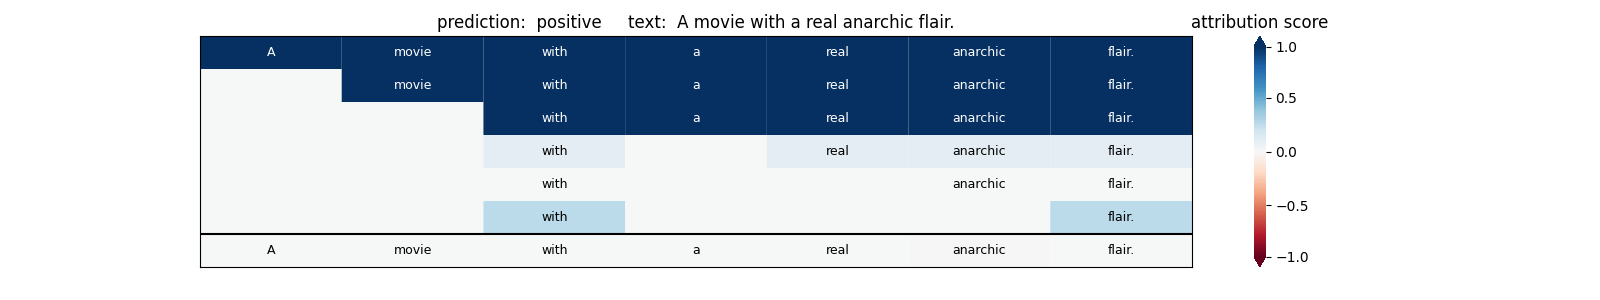 prediction:  positive     text:  A movie with a real anarchic flair.
attribution score
A movie with a real anarchic flair.
movie with a real anarchic flair.
with a real anarchic flair.
with real anarchic flair.
with anarchic flair.
with flair.
A movie with a real anarchic flair.
1.0
0.5
0.0
−0.5
−1.0